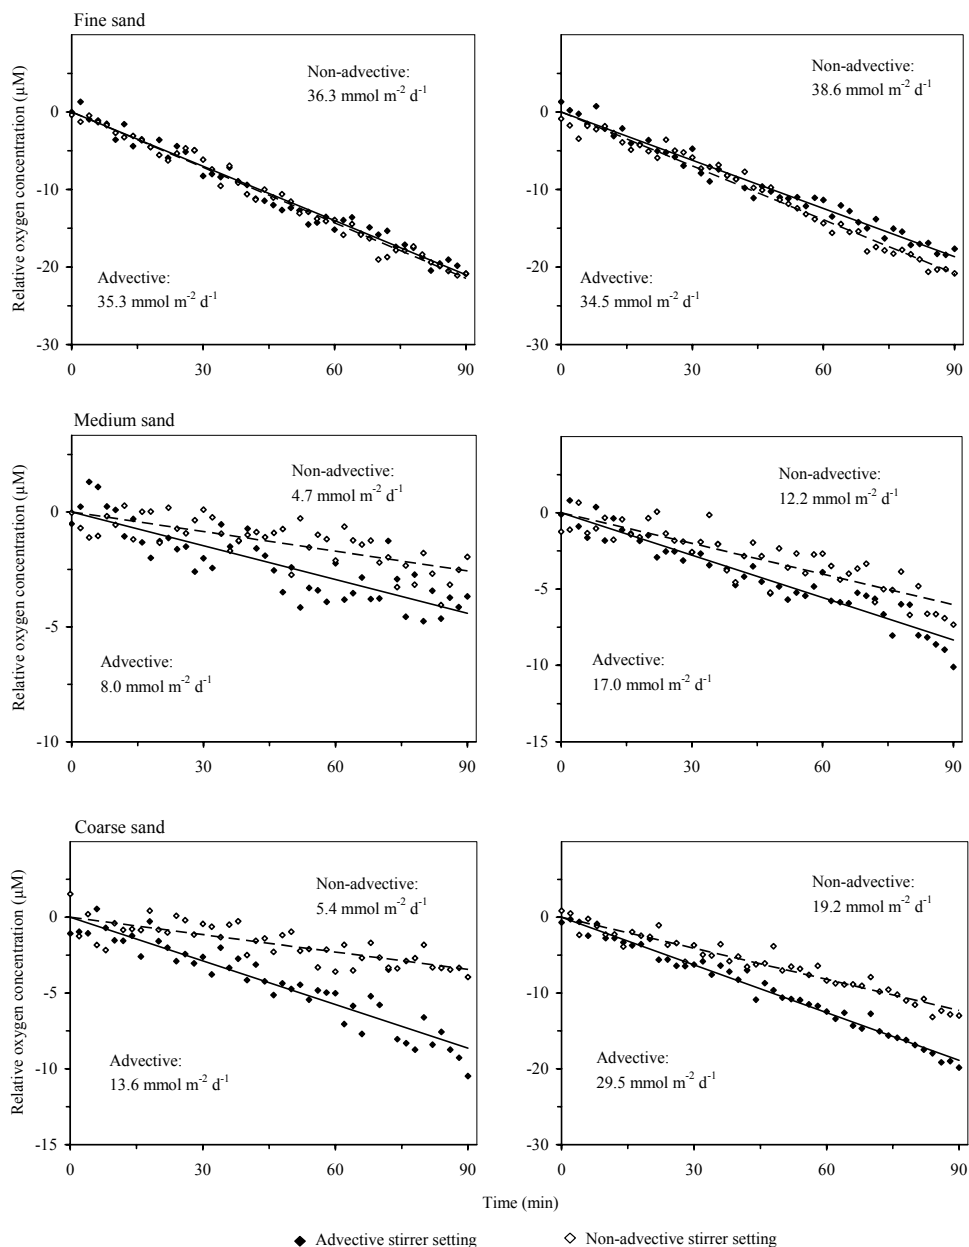 Fine sand
Relative oxygen concentration (µM)
0
-10
-20
-30
0
30
60
90
Non-advective:
36.3 mmol m⁻² d⁻¹
Advective:
35.3 mmol m⁻² d⁻¹
0
-10
-20
-30
0
30
60
90
Non-advective:
38.6 mmol m⁻² d⁻¹
Advective:
34.5 mmol m⁻² d⁻¹
Medium sand
Relative oxygen concentration (µM)
0
-5
-10
0
30
60
90
Non-advective:
4.7 mmol m⁻² d⁻¹
Advective:
8.0 mmol m⁻² d⁻¹
0
-5
-10
-15
0
30
60
90
Non-advective:
12.2 mmol m⁻² d⁻¹
Advective:
17.0 mmol m⁻² d⁻¹
Coarse sand
Relative oxygen concentration (µM)
0
-5
-10
-15
0
30
60
90
Non-advective:
5.4 mmol m⁻² d⁻¹
Advective:
13.6 mmol m⁻² d⁻¹
0
-10
-20
-30
0
30
60
90
Non-advective:
19.2 mmol m⁻² d⁻¹
Advective:
29.5 mmol m⁻² d⁻¹
Time (min)
Advective stirrer setting
Non-advective stirrer setting